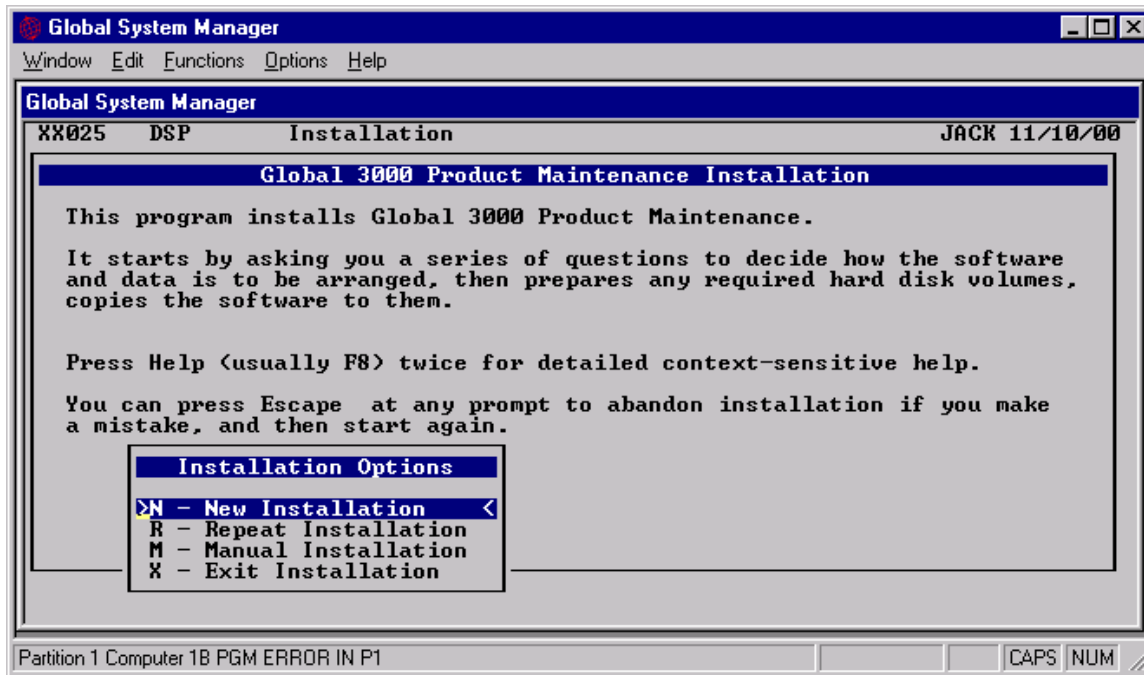 Global System Manager
Window Edit Functions Options Help
Global System Manager
XX025 DSP Installation JACK 11/10/00
Global 3000 Product Maintenance Installation
This program installs Global 3000 Product Maintenance.
It starts by asking you a series of questions to decide how the software
and data is to be arranged, then prepares any required hard disk volumes,
copies the software to them.
Press Help (usually F8) twice for detailed context-sensitive help.
You can press Escape at any prompt to abandon installation if you make
a mistake, and then start again.
Installation Options
>N - New Installation <
R - Repeat Installation
M - Manual Installation
X - Exit Installation
Partition 1 Computer 1B PGM ERROR IN P1 CAPS NUM